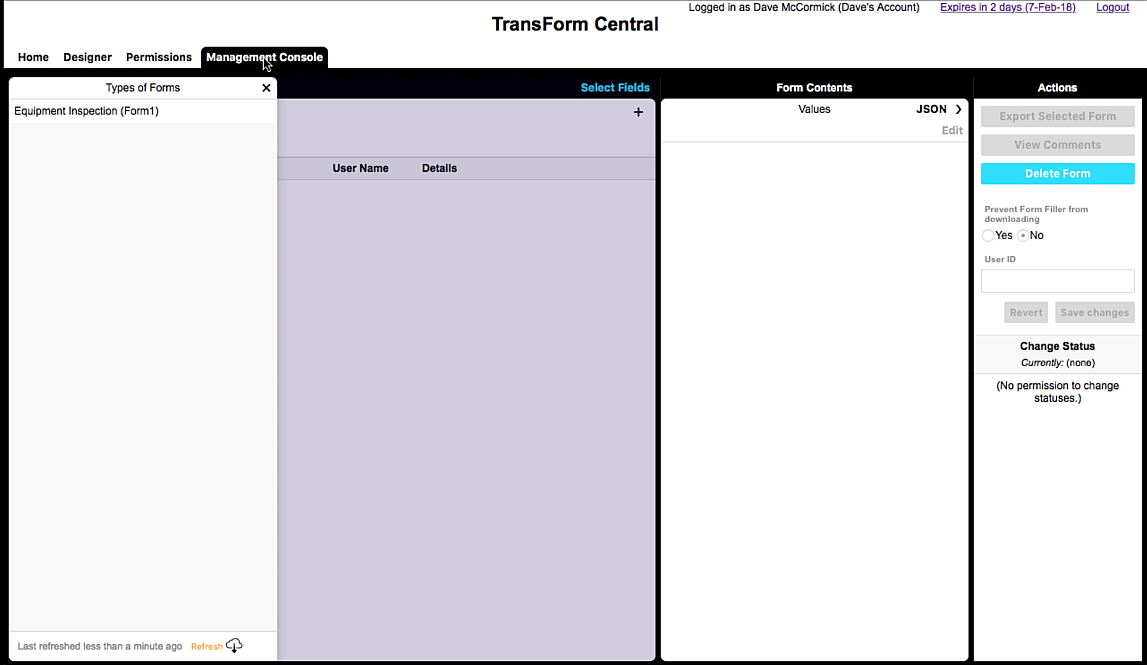 Logged in as Dave McCormick (Dave's Account) Expires in 2 days (7-Feb-18) Logout
TransForm Central
Home Designer Permissions Management Console
Types of Forms
Equipment Inspection (Form1)
Last refreshed less than a minute ago Refresh
Select Fields
User Name Details
Form Contents
Values JSON
Edit
Actions
Export Selected Form
View Comments
Delete Form
Prevent Form Filler from
downloading
Yes No
User ID
Revert Save changes
Change Status
Currently: (none)
(No permission to change
statuses.)